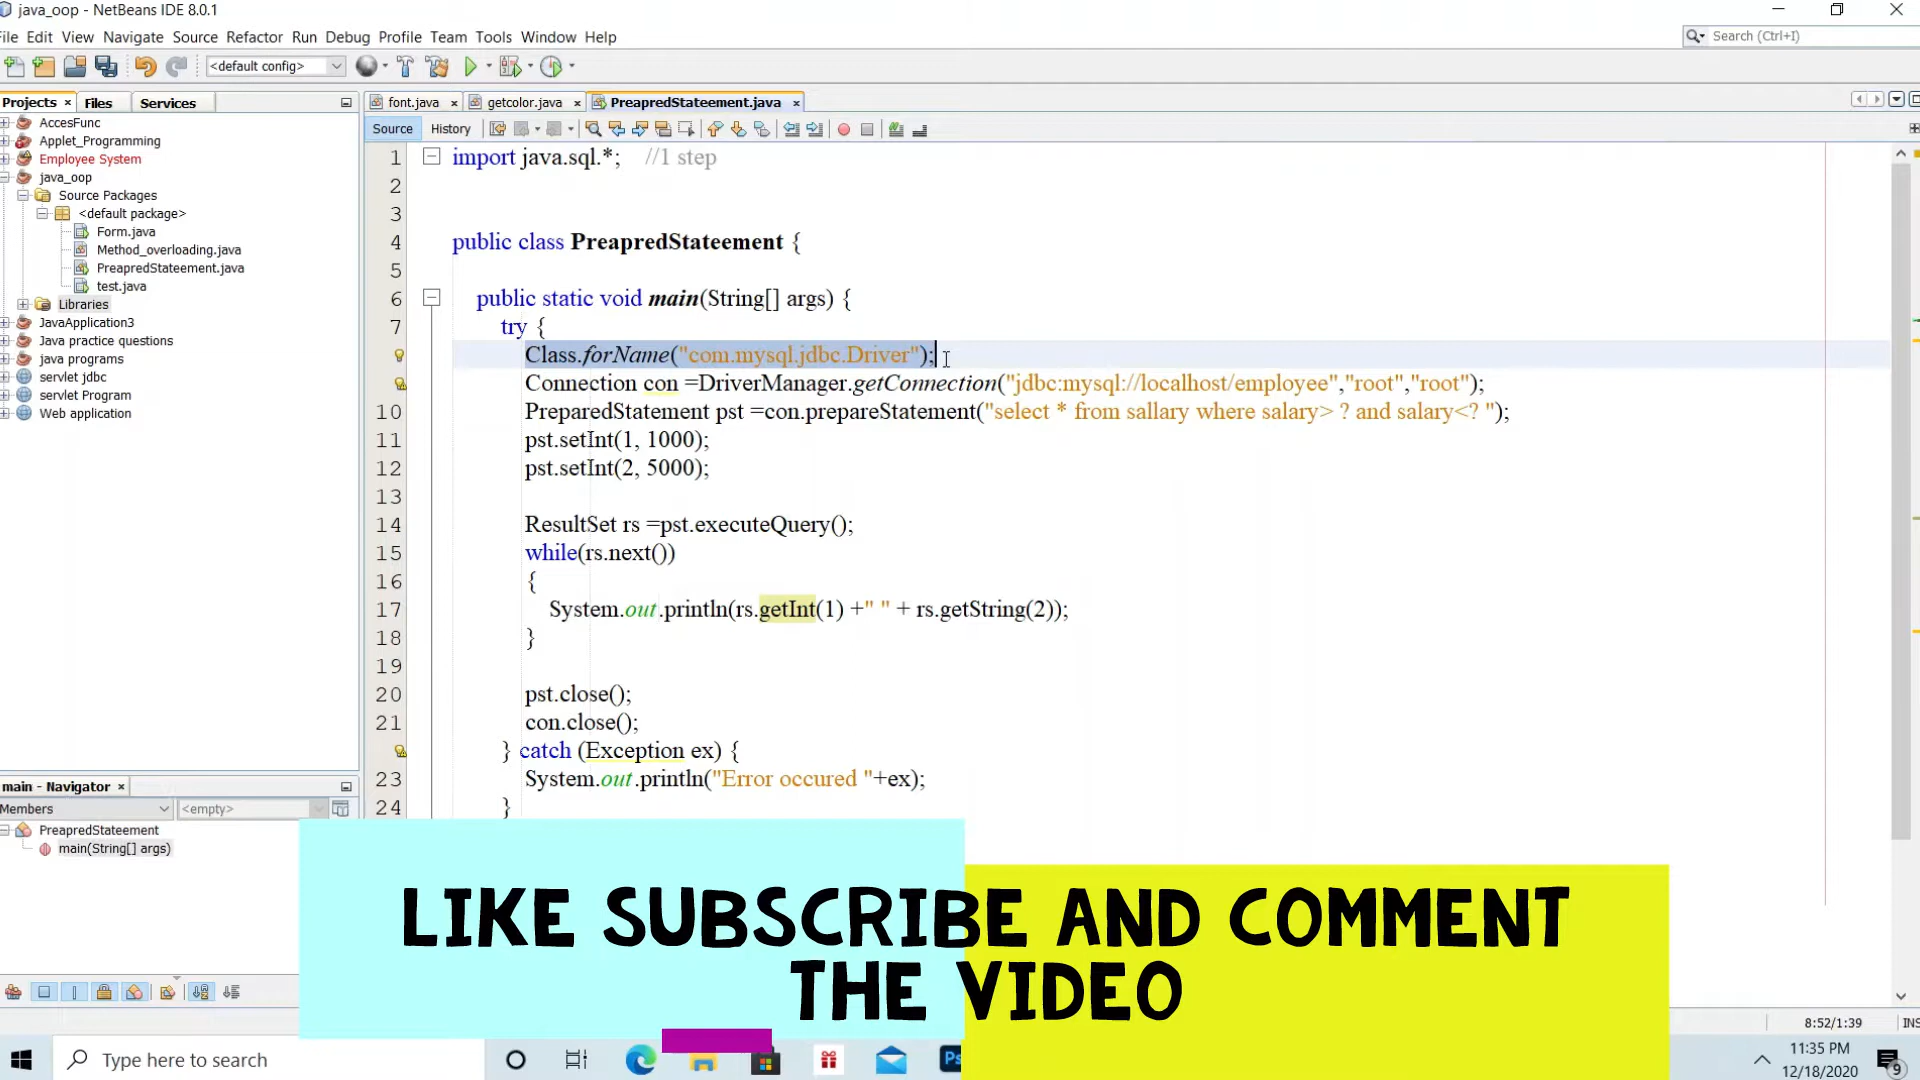 java_oop - NetBeans IDE 8.0.1
File Edit View Navigate Source Refactor Run Debug Profile Team Tools Window Help
Search (Ctrl+I)
<default config>
Projects Files Services
font.java getcolor.java PreapredStateement.java
Source History
AccesFunc
Applet_Programming
Employee System
java_oop
Source Packages
<default package>
Form.java
Method_overloading.java
PreapredStateement.java
test.java
Libraries
JavaApplication3
Java practice questions
java programs
servlet jdbc
servlet Program
Web application
1 import java.sql.*; //1 step
2
3
4 public class PreapredStateement {
5
6 public static void main(String[] args) {
7 try {
Class.forName("com.mysql.jdbc.Driver");
Connection con =DriverManager.getConnection("jdbc:mysql://localhost/employee","root","root");
10 PreparedStatement pst =con.prepareStatement("select * from sallary where salary> ? and salary<? ");
11 pst.setInt(1, 1000);
12 pst.setInt(2, 5000);
13
14 ResultSet rs =pst.executeQuery();
15 while(rs.next())
16 {
17 System.out.println(rs.getInt(1) +" " + rs.getString(2));
18 }
19
20 pst.close();
21 con.close();
} catch (Exception ex) {
23 System.out.println("Error occured "+ex);
24 }
main - Navigator
Members <empty>
PreapredStateement
main(String[] args)
LIKE SUBSCRIBE AND COMMENT
THE VIDEO
8:52/1:39 INS
Type here to search
Ps
11:35 PM
12/18/2020
9